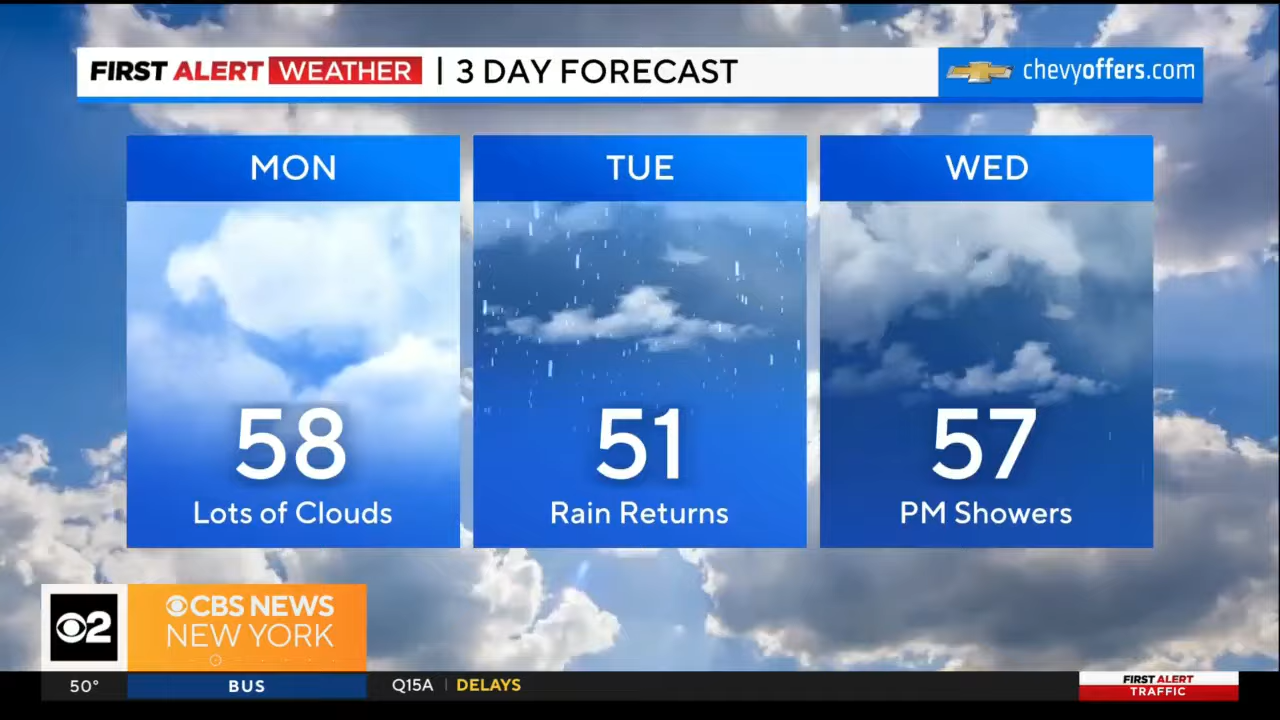 FIRST ALERT WEATHER | 3 DAY FORECAST
chevyoffers.com
MON
TUE
WED
58
51
57
Lots of Clouds
Rain Returns
PM Showers
2
CBS NEWS
NEW YORK
50°
BUS
Q15A | DELAYS
FIRST ALERT
TRAFFIC